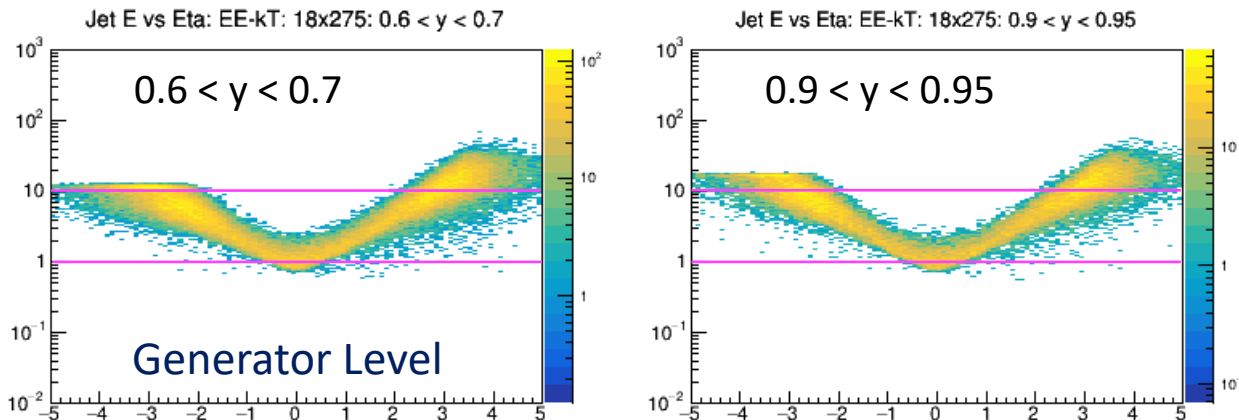 Jet E vs Eta: EE-kT: 18x275: 0.6 < y < 0.7
10³
10²
10
1
10⁻¹
10⁻²
0.6 < y < 0.7
Generator Level
−5 −4 −3 −2 −1 0 1 2 3 4 5
10²
10
1
Jet E vs Eta: EE-kT: 18x275: 0.9 < y < 0.95
10³
10²
10
1
10⁻¹
10⁻²
0.9 < y < 0.95
−5 −4 −3 −2 −1 0 1 2 3 4 5
10
1